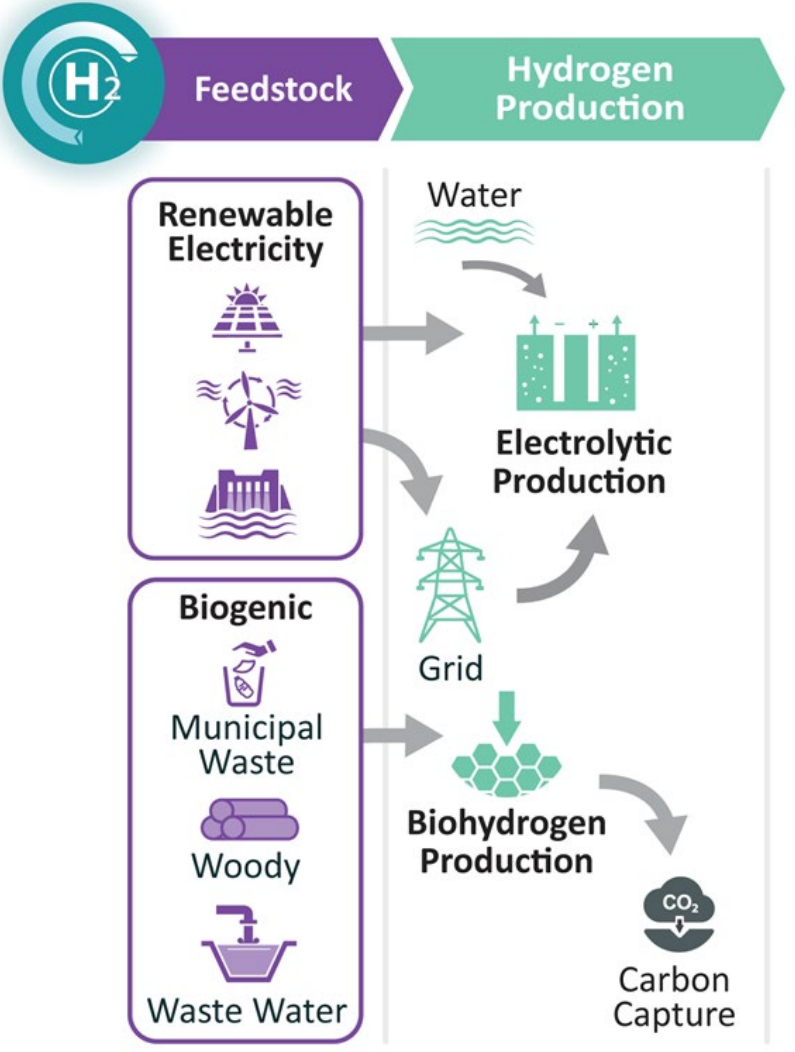 H2
Feedstock
Hydrogen
Production
Renewable
Electricity
Water
- +
Electrolytic
Production
Grid
Biogenic
Municipal
Waste
Woody
Waste Water
Biohydrogen
Production
CO₂
Carbon
Capture